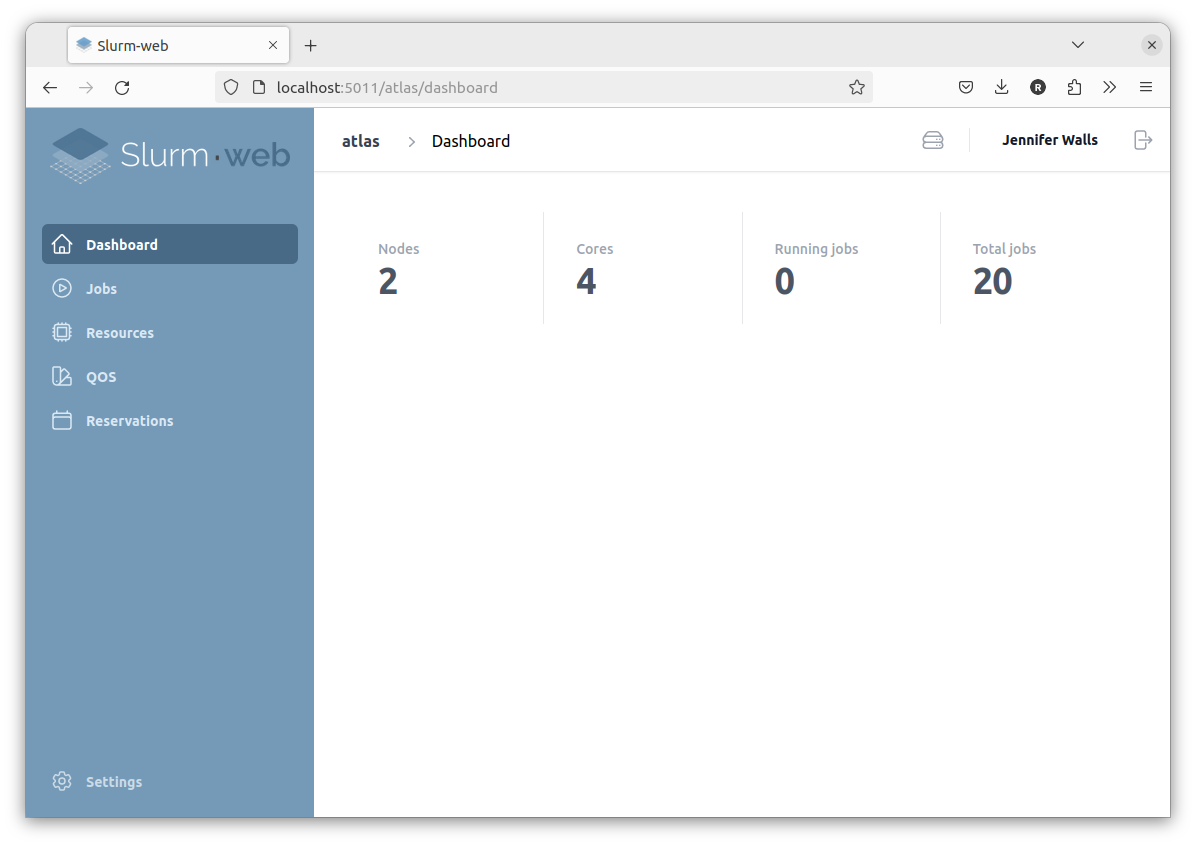 Slurm-web
localhost:5011/atlas/dashboard
R
Slurm·web
atlas
Dashboard
Jennifer Walls
Dashboard
Jobs
Resources
QOS
Reservations
Settings
Nodes
2
Cores
4
Running jobs
0
Total jobs
20